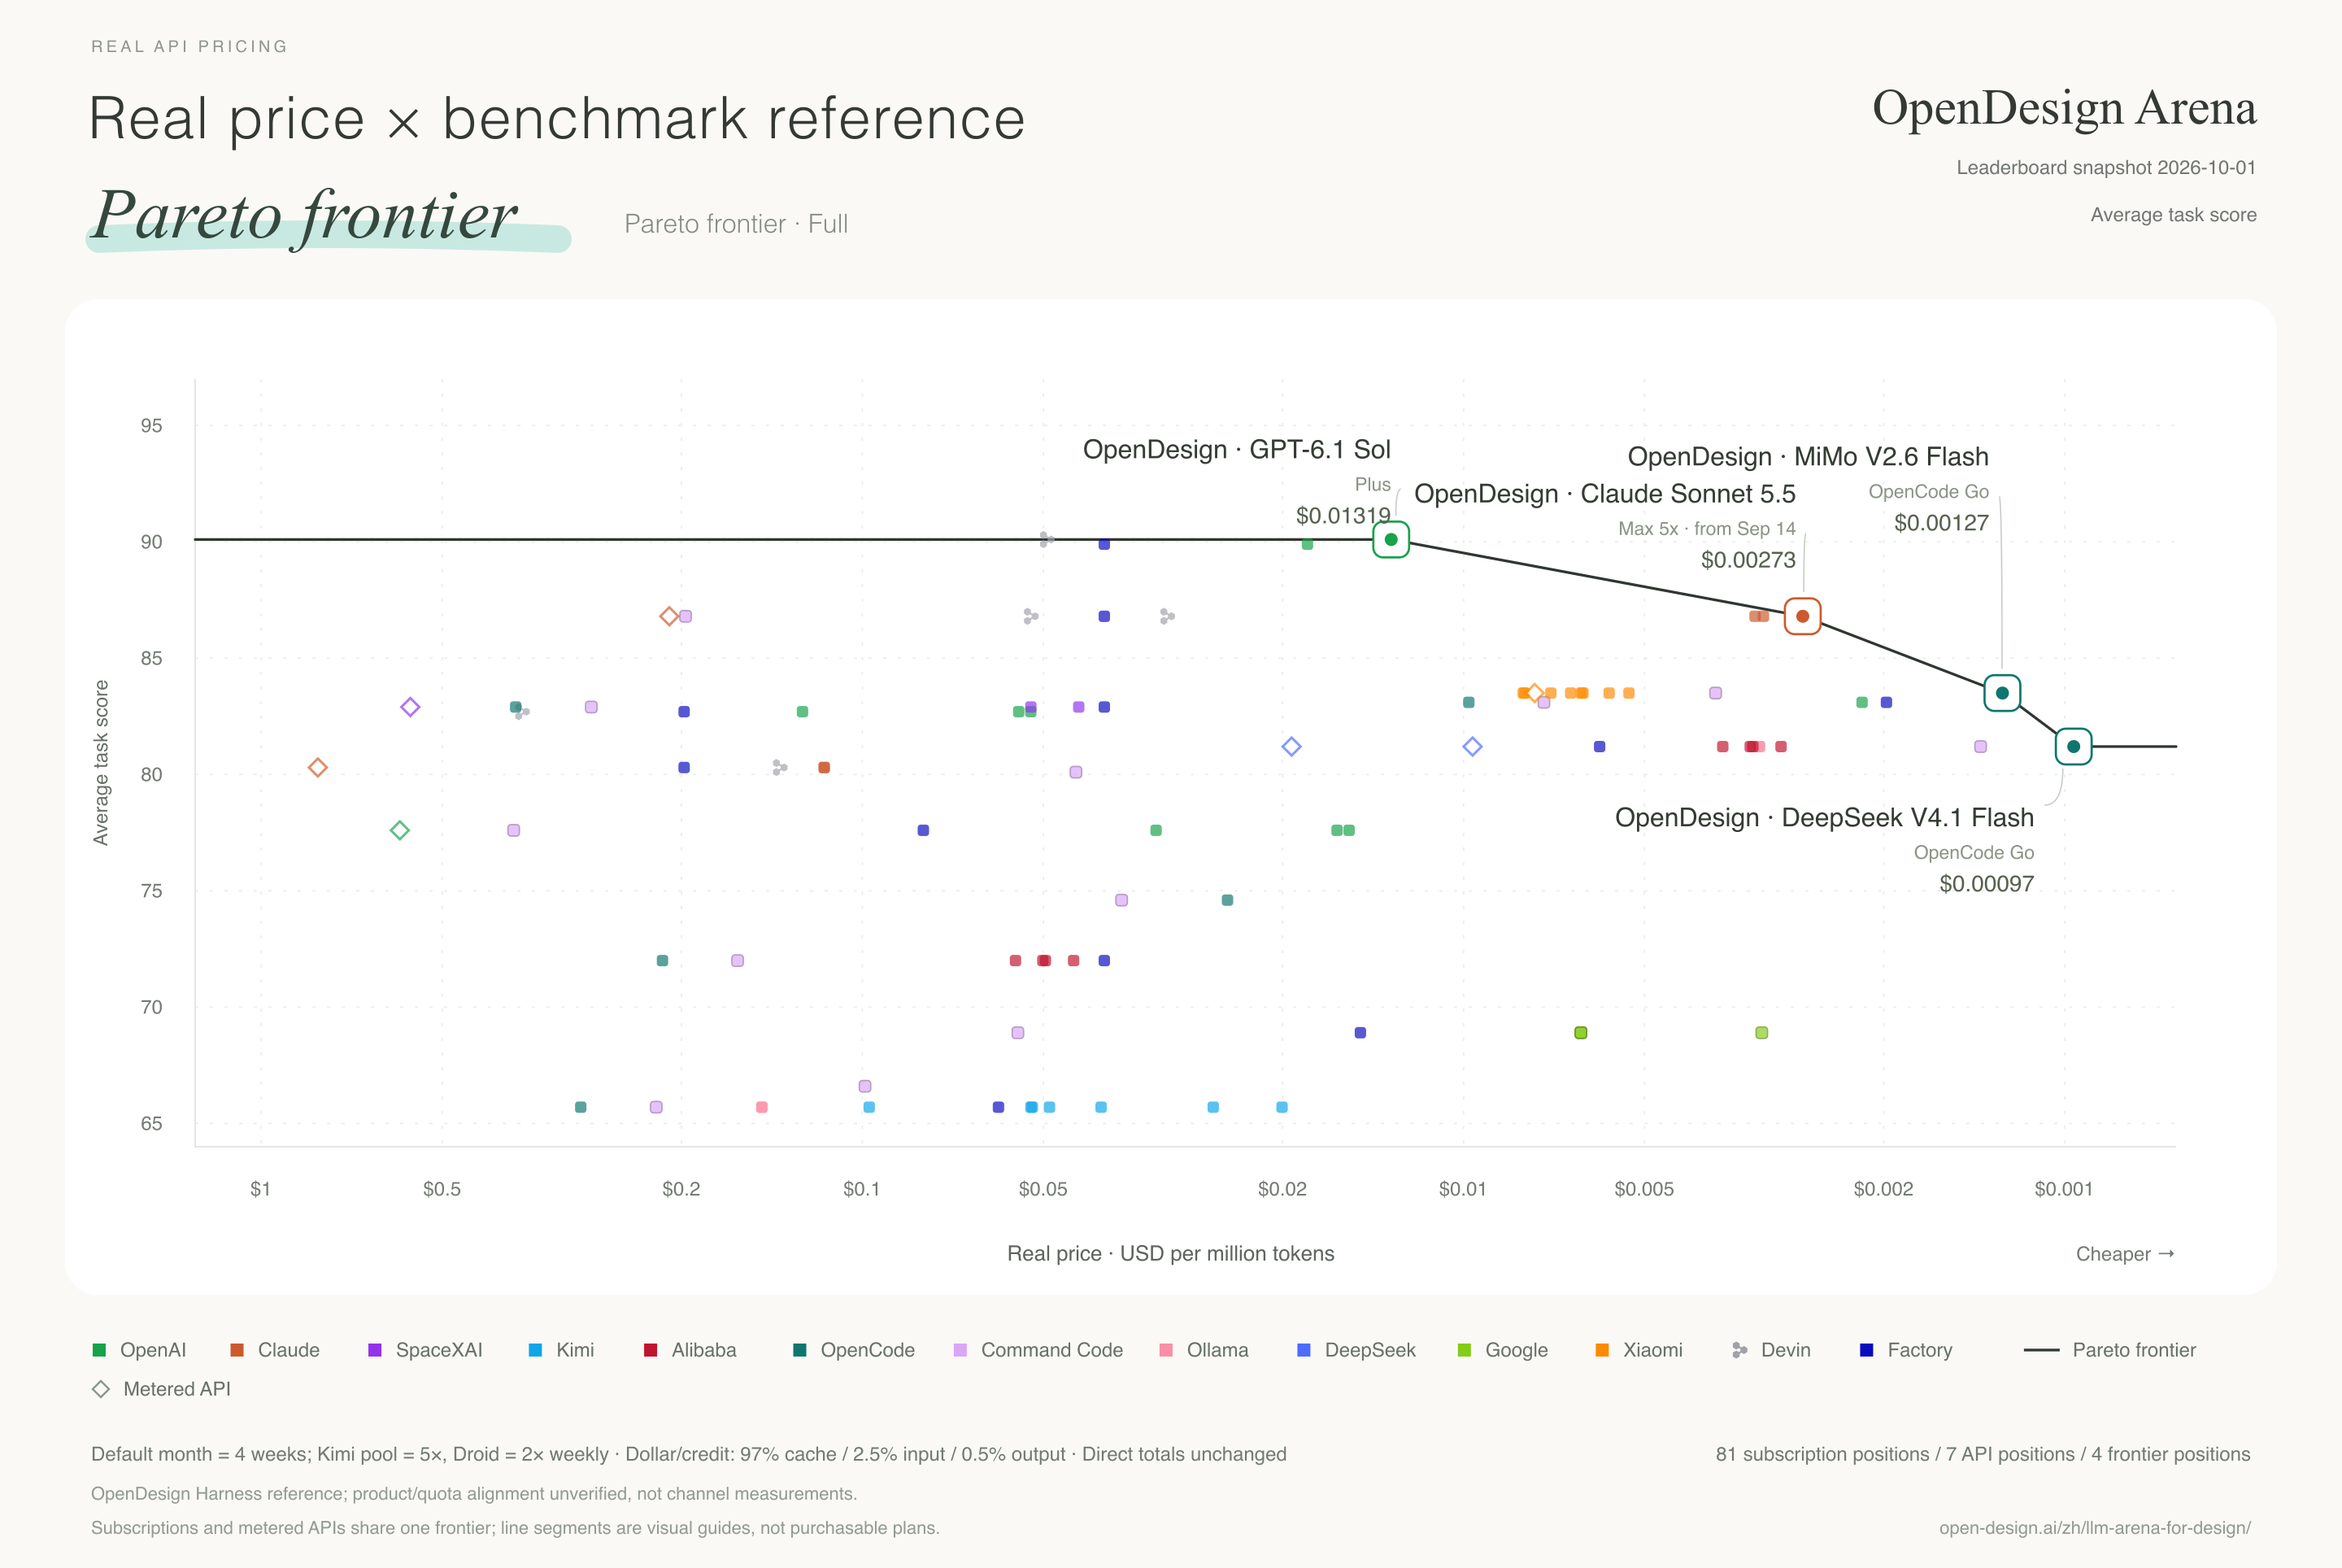 REAL API PRICING
Real price × benchmark reference
Pareto frontier
Pareto frontier · Full
OpenDesign Arena
Leaderboard snapshot 2026-10-01
Average task score
OpenDesign · GPT-6.1 Sol
Plus
$0.01319
OpenDesign · Claude Sonnet 5.5
Max 5x · from Sep 14
$0.00273
OpenDesign · MiMo V2.6 Flash
OpenCode Go
$0.00127
OpenDesign · DeepSeek V4.1 Flash
OpenCode Go
$0.00097
Average task score
95
90
85
80
75
70
65
$1
$0.5
$0.2
$0.1
$0.05
$0.02
$0.01
$0.005
$0.002
$0.001
Real price · USD per million tokens
Cheaper →
OpenAI
Claude
SpaceXAI
Kimi
Alibaba
OpenCode
Command Code
Ollama
DeepSeek
Google
Xiaomi
Devin
Factory
Pareto frontier
Metered API
Default month = 4 weeks; Kimi pool = 5×, Droid = 2× weekly · Dollar/credit: 97% cache / 2.5% input / 0.5% output · Direct totals unchanged
81 subscription positions / 7 API positions / 4 frontier positions
OpenDesign Harness reference; product/quota alignment unverified, not channel measurements.
Subscriptions and metered APIs share one frontier; line segments are visual guides, not purchasable plans.
open-design.ai/zh/llm-arena-for-design/